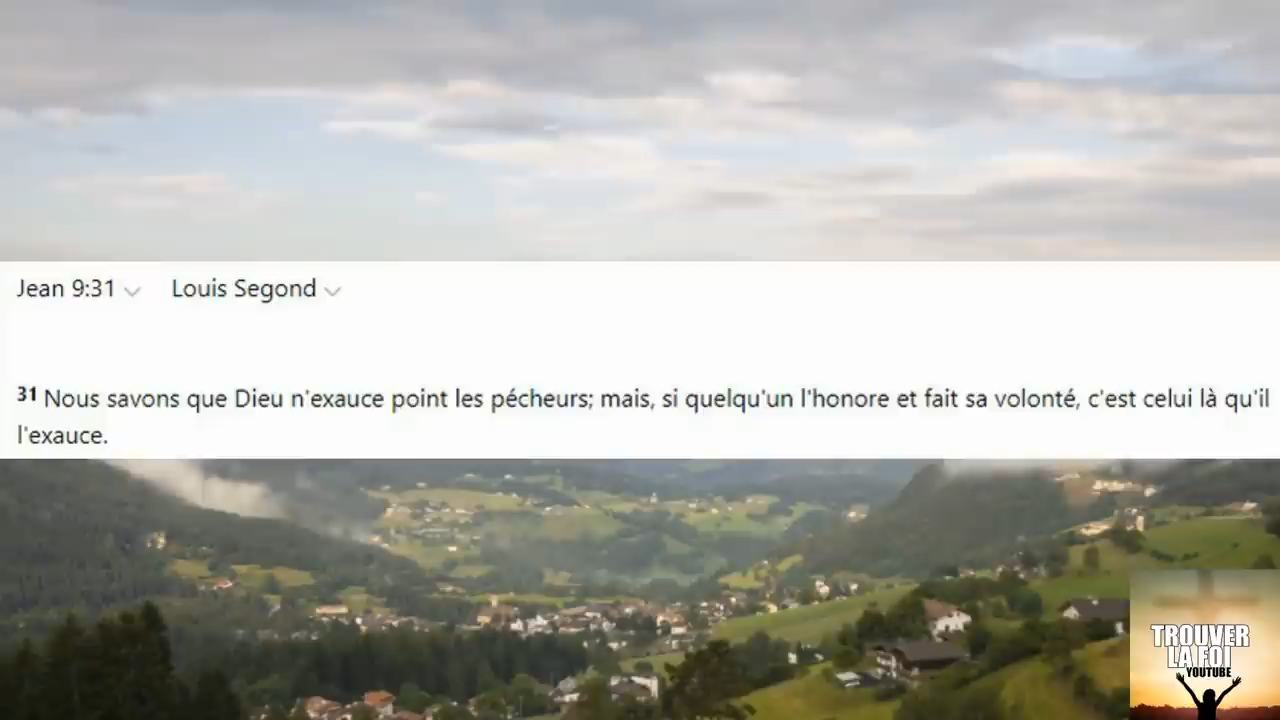 Jean 9:31 Louis Segond
31 Nous savons que Dieu n'exauce point les pécheurs; mais, si quelqu'un l'honore et fait sa volonté, c'est celui là qu'il
l'exauce.
TROUVER
LA FOI
YOUTUBE